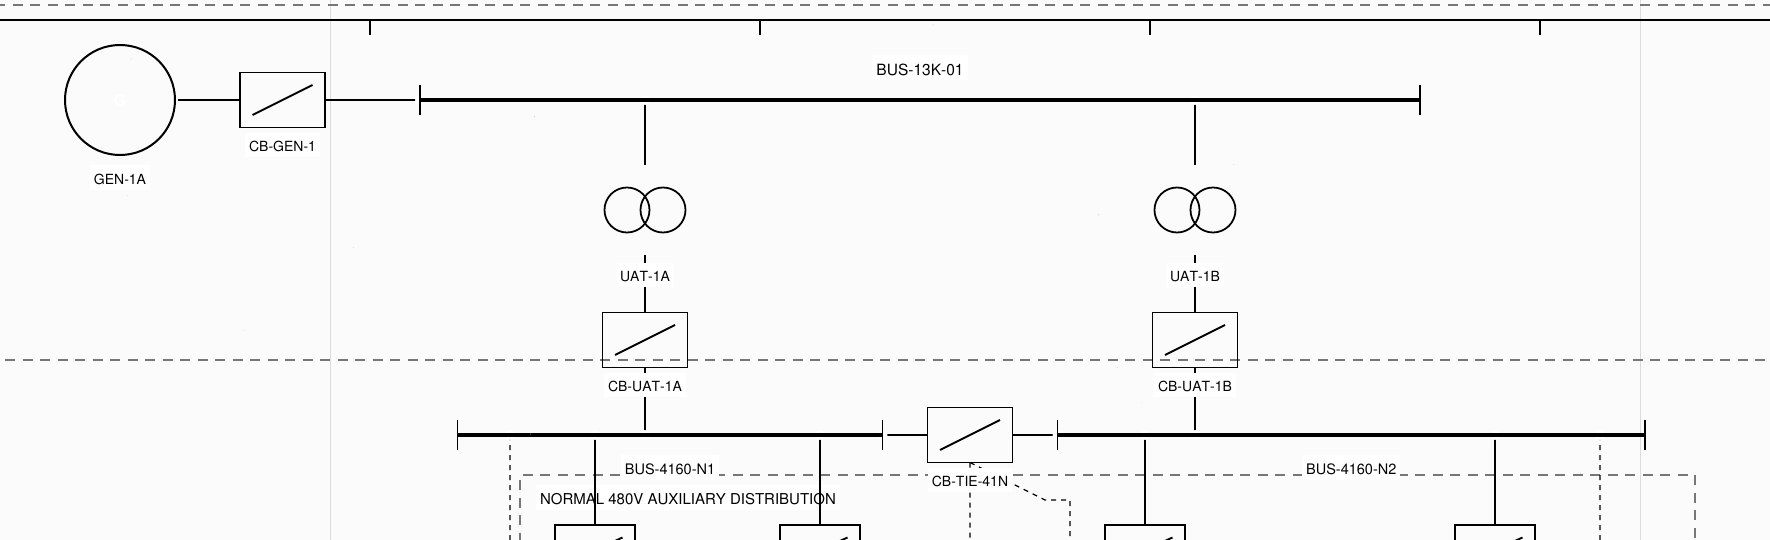 BUS-13K-01
CB-GEN-1
GEN-1A
UAT-1A
UAT-1B
CB-UAT-1A
CB-UAT-1B
BUS-4160-N1
BUS-4160-N2
CB-TIE-41N
NORMAL 480V AUXILIARY DISTRIBUTION